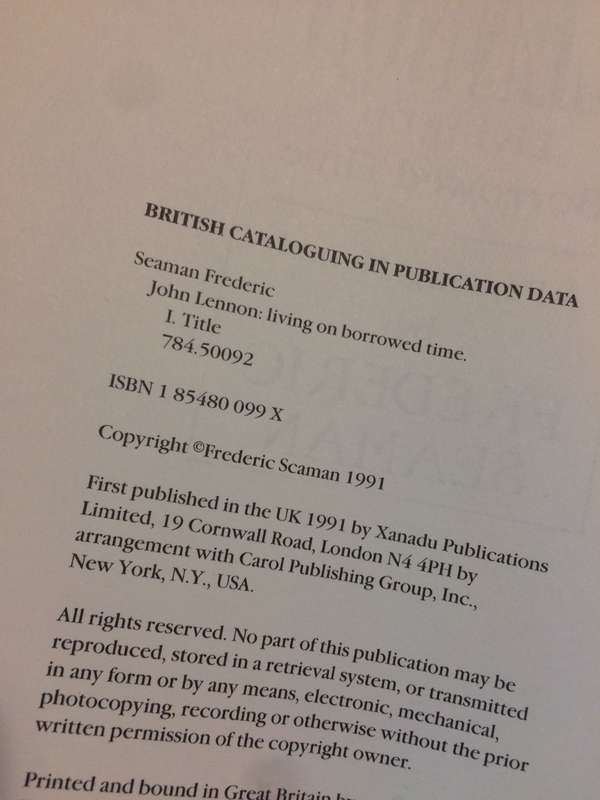 BRITISH CATALOGUING IN PUBLICATION DATA
Seaman Frederic
John Lennon: living on borrowed time.
I. Title
784.50092
ISBN 1 85480 099 X
Copyright ©Frederic Scaman 1991
First published in the UK 1991 by Xanadu Publications
Limited, 19 Cornwall Road, London N4 4PH by
arrangement with Carol Publishing Group, Inc.,
New York, N.Y., USA.
All rights reserved. No part of this publication may be
reproduced, stored in a retrieval system, or transmitted
in any form or by any means, electronic, mechanical,
photocopying, recording or otherwise without the prior
written permission of the copyright owner.
Printed and bound in Great Britain